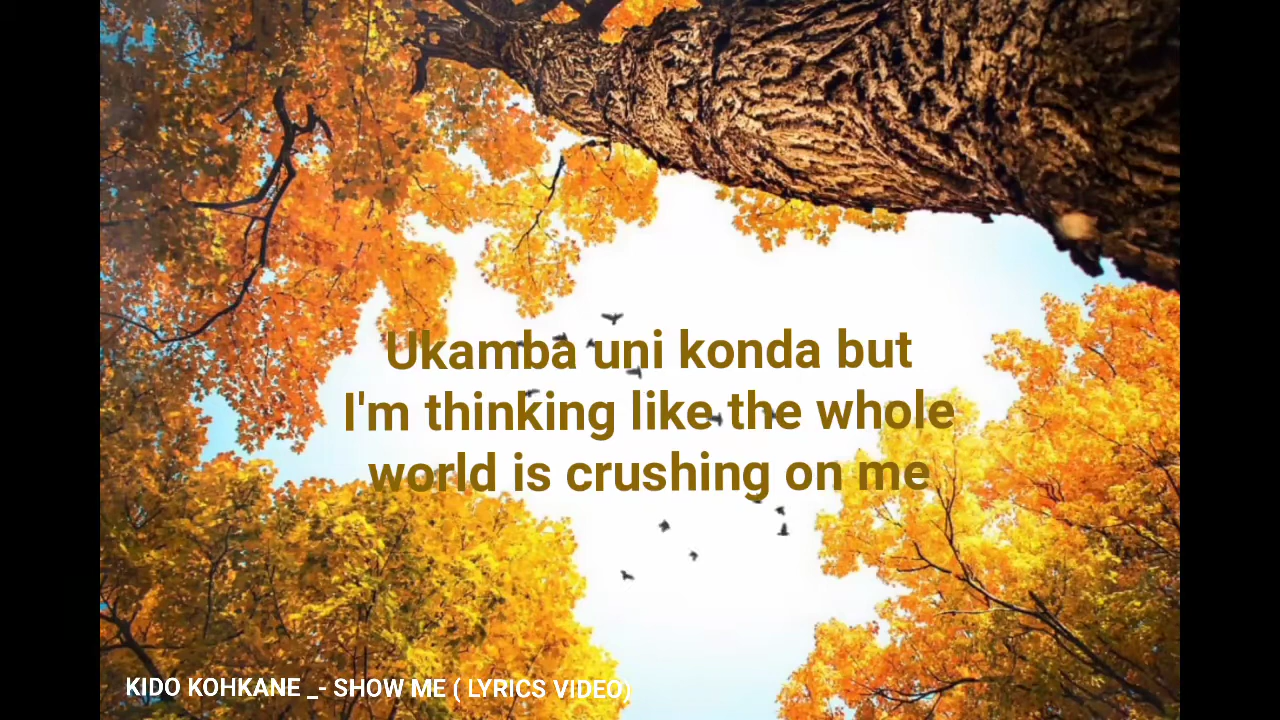 Ukamba uni konda but
I'm thinking like the whole
world is crushing on me
KIDO KOHKANE _- SHOW ME ( LYRICS VIDEO)